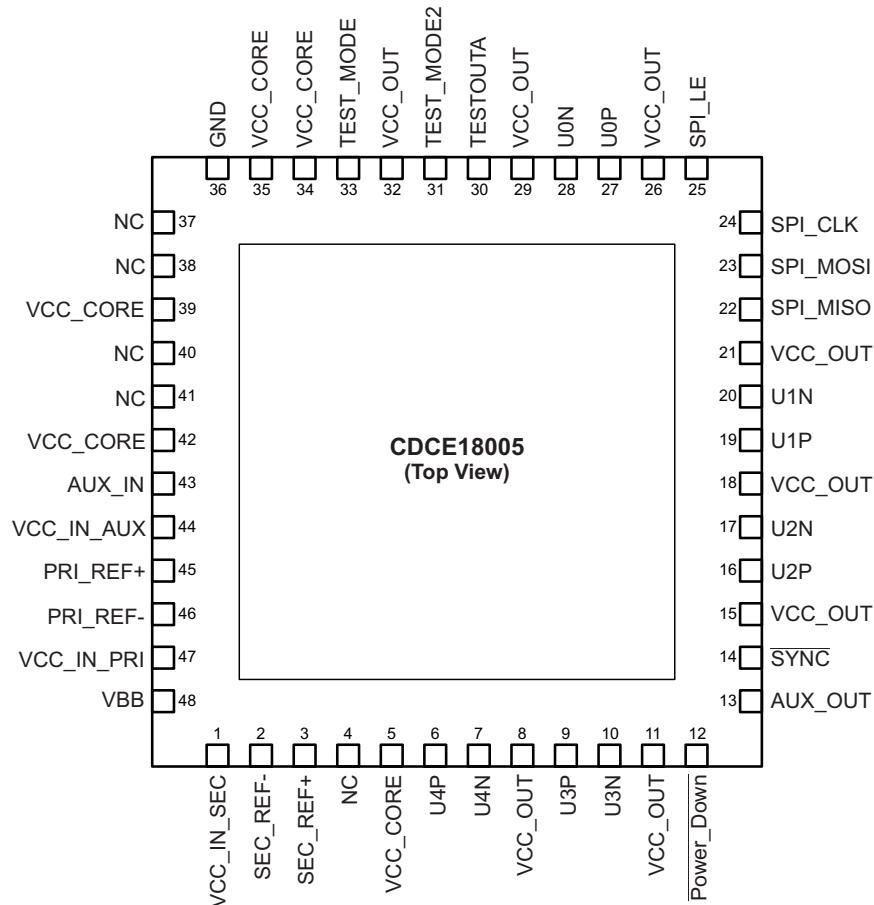 GND
VCC_CORE
VCC_CORE
TEST_MODE
VCC_OUT
TEST_MODE2
TESTOUTA
VCC_OUT
U0N
U0P
VCC_OUT
SPI_LE
36 35 34 33 32 31 30 29 28 27 26 25
NC 37
NC 38
VCC_CORE 39
NC 40
NC 41
VCC_CORE 42
AUX_IN 43
VCC_IN_AUX 44
PRI_REF+ 45
PRI_REF- 46
VCC_IN_PRI 47
VBB 48
CDCE18005
(Top View)
24 SPI_CLK
23 SPI_MOSI
22 SPI_MISO
21 VCC_OUT
20 U1N
19 U1P
18 VCC_OUT
17 U2N
16 U2P
15 VCC_OUT
14 SYNC
13 AUX_OUT
1 2 3 4 5 6 7 8 9 10 11 12
VCC_IN_SEC
SEC_REF-
SEC_REF+
NC
VCC_CORE
U4P
U4N
VCC_OUT
U3P
U3N
VCC_OUT
Power_Down